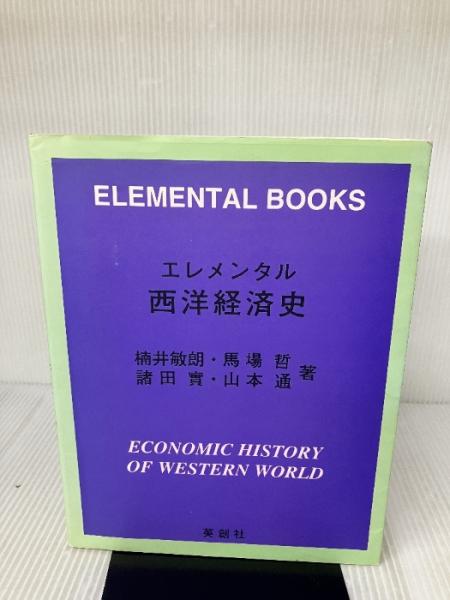 ELEMENTAL BOOKS
エレメンタル
西洋経済史
楠井敏朗・馬場 哲
諸田 實・山本 通 著
ECONOMIC HISTORY
OF WESTERN WORLD
英創社